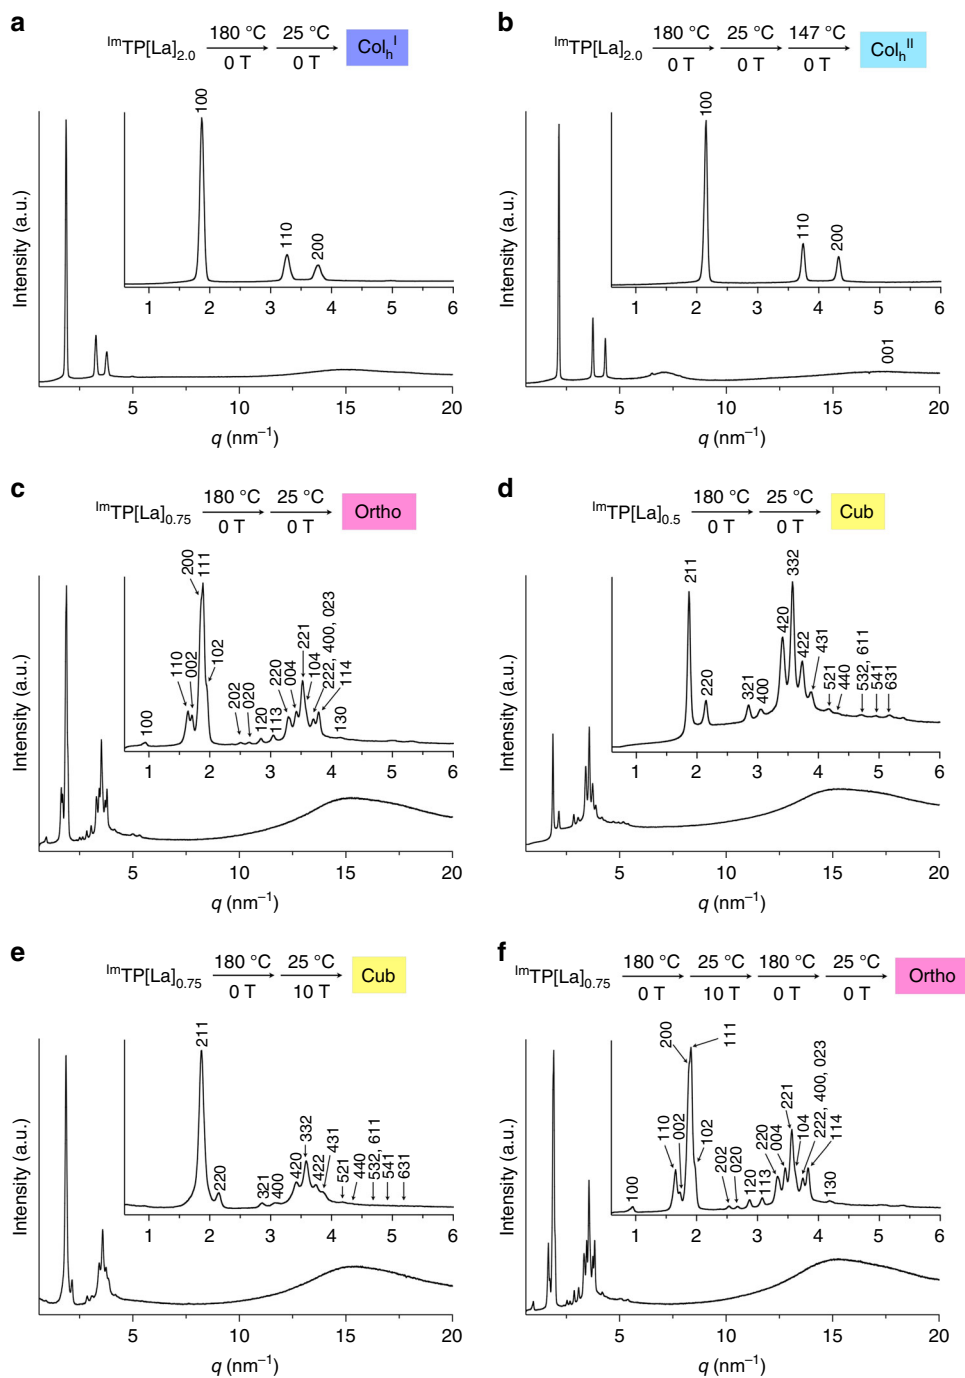 a
ImTP[La]2.0 180 °C 0 T 25 °C 0 T ColhI
100
110
200
1 2 3 4 5 6
Intensity (a.u.)
5 10 15 20
q (nm–1)
b
ImTP[La]2.0 180 °C 0 T 25 °C 0 T 147 °C 0 T ColhII
100
110
200
1 2 3 4 5 6
001
Intensity (a.u.)
5 10 15 20
q (nm–1)
c
ImTP[La]0.75 180 °C 0 T 25 °C 0 T Ortho
100
110
002
200
111
102
202
020
120
113
220
004
221
104
222, 400, 023
114
130
1 2 3 4 5 6
Intensity (a.u.)
5 10 15 20
q (nm–1)
d
ImTP[La]0.5 180 °C 0 T 25 °C 0 T Cub
211
220
321
400
420
332
422
431
521
440
532, 611
541
631
1 2 3 4 5 6
Intensity (a.u.)
5 10 15 20
q (nm–1)
e
ImTP[La]0.75 180 °C 0 T 25 °C 10 T Cub
211
220
321
400
420
332
422
431
521
440
532, 611
541
631
1 2 3 4 5 6
Intensity (a.u.)
5 10 15 20
q (nm–1)
f
ImTP[La]0.75 180 °C 0 T 25 °C 10 T 180 °C 0 T 25 °C 0 T Ortho
100
110
002
200
111
102
202
020
120
113
220
004
221
104
222, 400, 023
114
130
1 2 3 4 5 6
Intensity (a.u.)
5 10 15 20
q (nm–1)